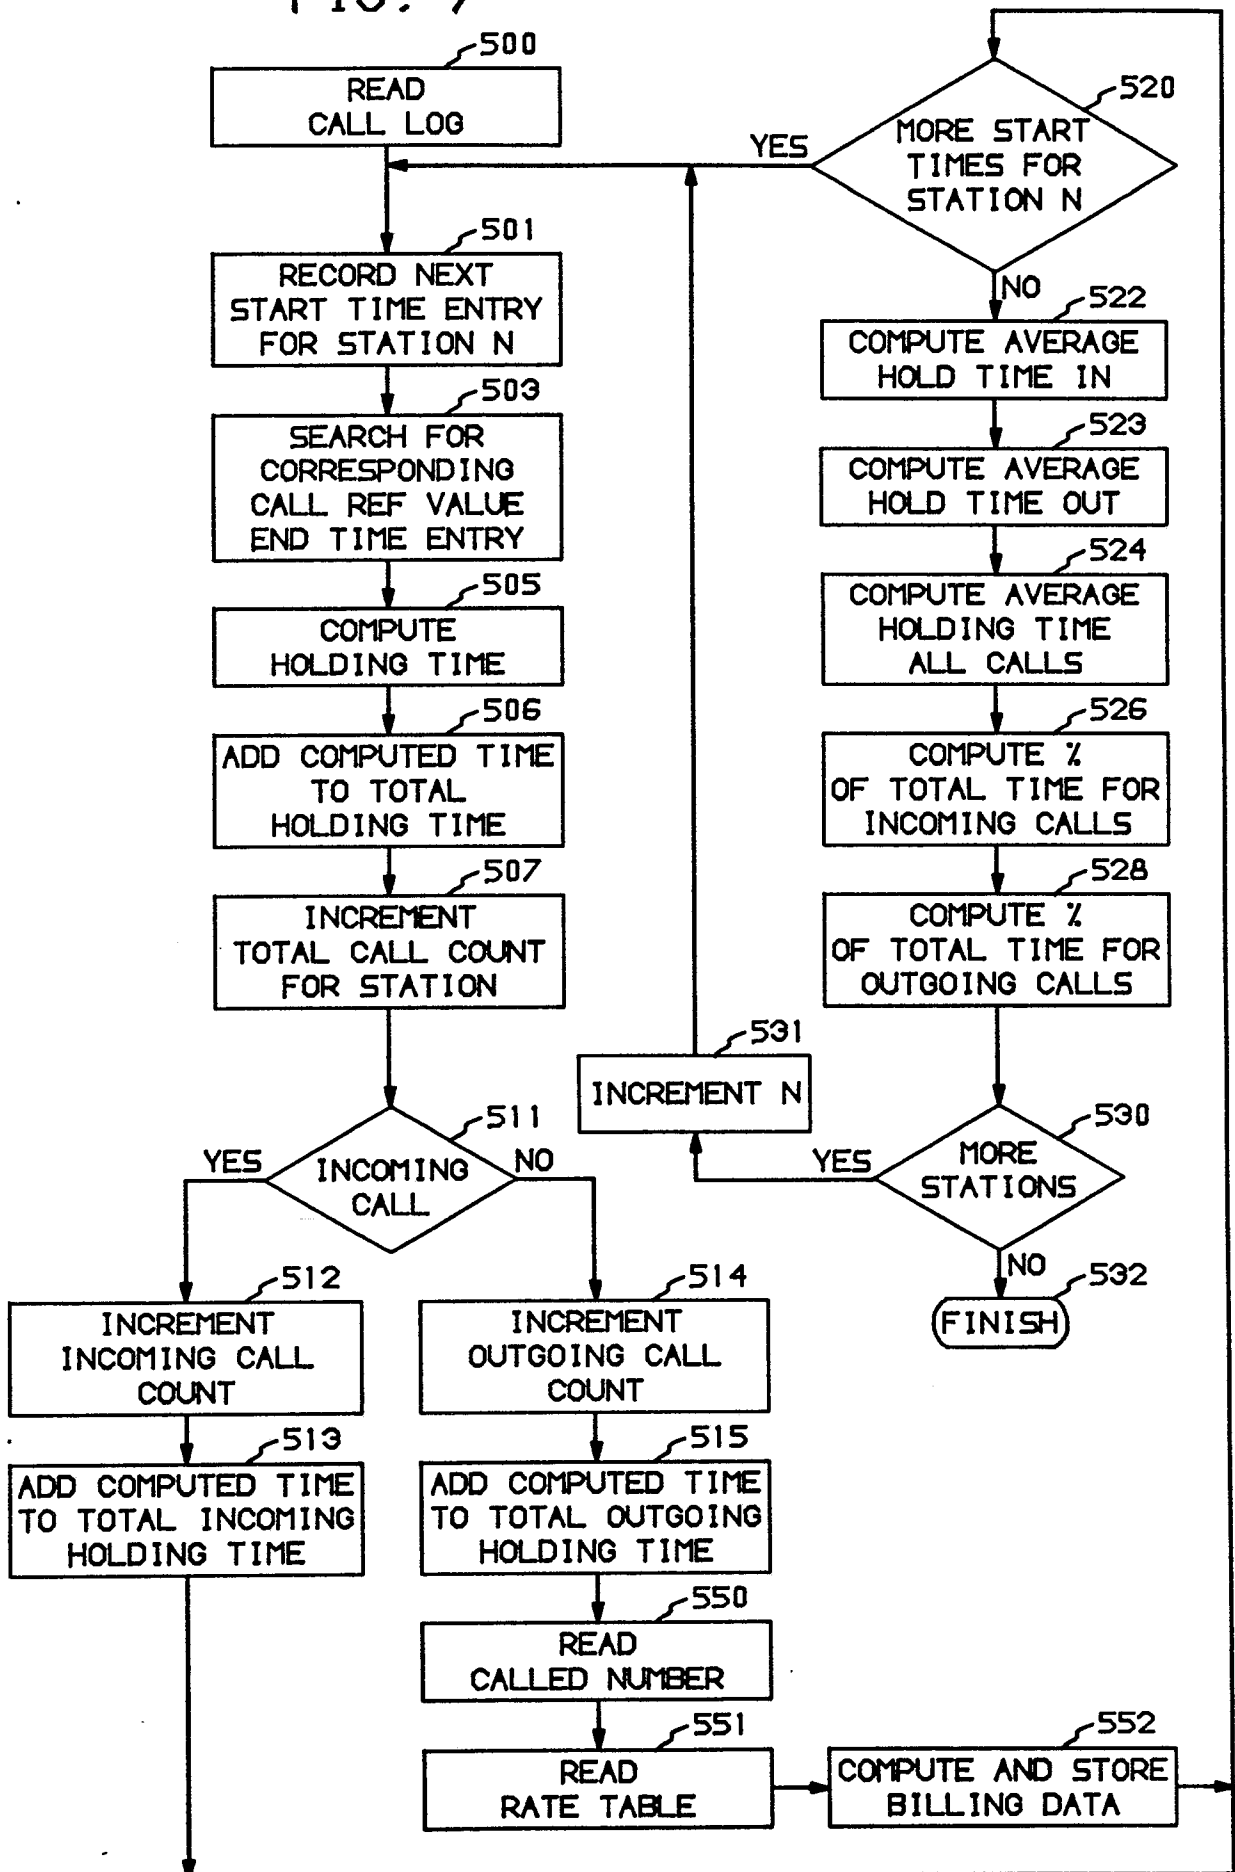 FIG. 7
500
READ
CALL LOG
501
RECORD NEXT
START TIME ENTRY
FOR STATION N
503
SEARCH FOR
CORRESPONDING
CALL REF VALUE
END TIME ENTRY
505
COMPUTE
HOLDING TIME
506
ADD COMPUTED TIME
TO TOTAL
HOLDING TIME
507
INCREMENT
TOTAL CALL COUNT
FOR STATION
511
INCOMING
CALL
YES
NO
512
INCREMENT
INCOMING CALL
COUNT
513
ADD COMPUTED TIME
TO TOTAL INCOMING
HOLDING TIME
514
INCREMENT
OUTGOING CALL
COUNT
515
ADD COMPUTED TIME
TO TOTAL OUTGOING
HOLDING TIME
550
READ
CALLED NUMBER
551
READ
RATE TABLE
552
COMPUTE AND STORE
BILLING DATA
520
MORE START
TIMES FOR
STATION N
YES
NO
522
COMPUTE AVERAGE
HOLD TIME IN
523
COMPUTE AVERAGE
HOLD TIME OUT
524
COMPUTE AVERAGE
HOLDING TIME
ALL CALLS
526
COMPUTE %
OF TOTAL TIME FOR
INCOMING CALLS
528
COMPUTE %
OF TOTAL TIME FOR
OUTGOING CALLS
530
MORE
STATIONS
YES
NO
531
INCREMENT N
532
FINISH